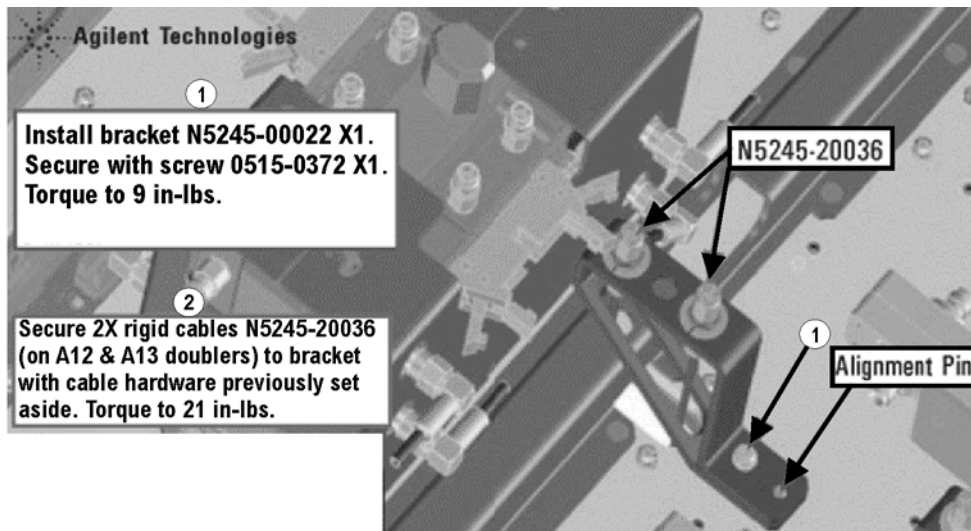 Agilent Technologies
1
Install bracket N5245-00022 X1.
Secure with screw 0515-0372 X1.
Torque to 9 in-lbs.
2
Secure 2X rigid cables N5245-20036
(on A12 & A13 doublers) to bracket
with cable hardware previously set
aside. Torque to 21 in-lbs.
N5245-20036
1
Alignment Pin